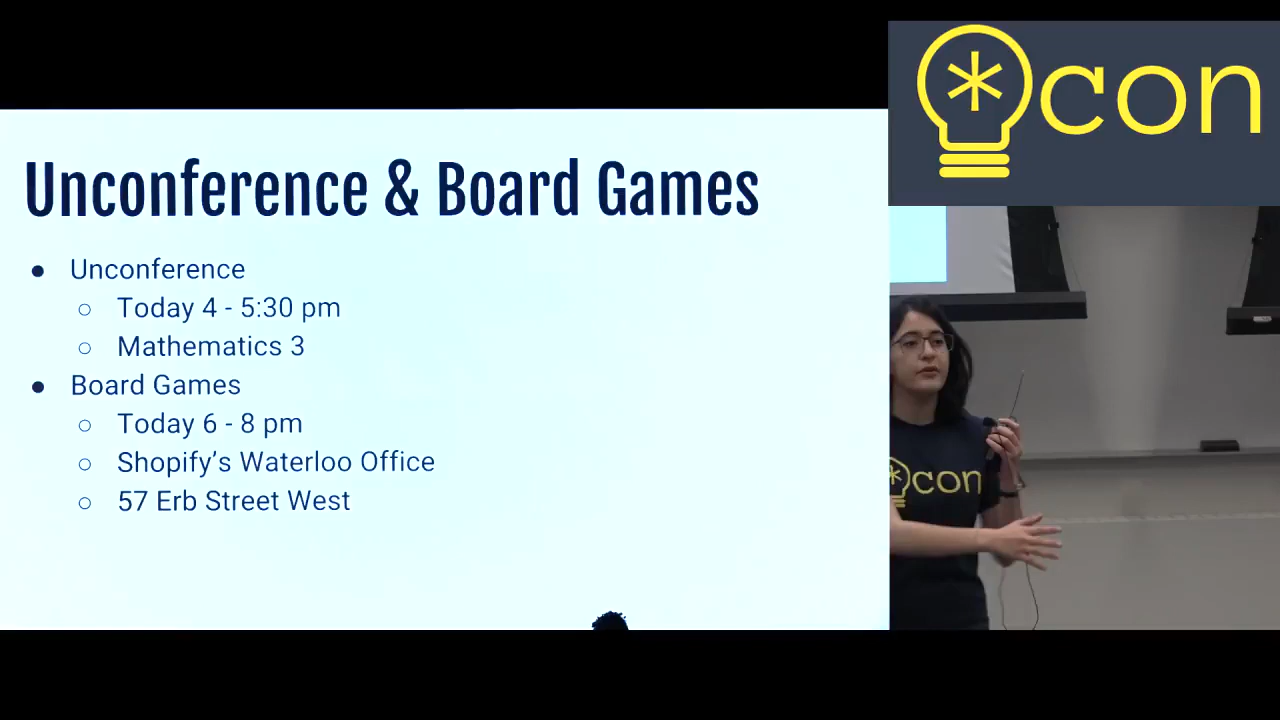 *con
Unconference & Board Games
● Unconference
○ Today 4 - 5:30 pm
○ Mathematics 3
● Board Games
○ Today 6 - 8 pm
○ Shopify’s Waterloo Office
○ 57 Erb Street West
*con